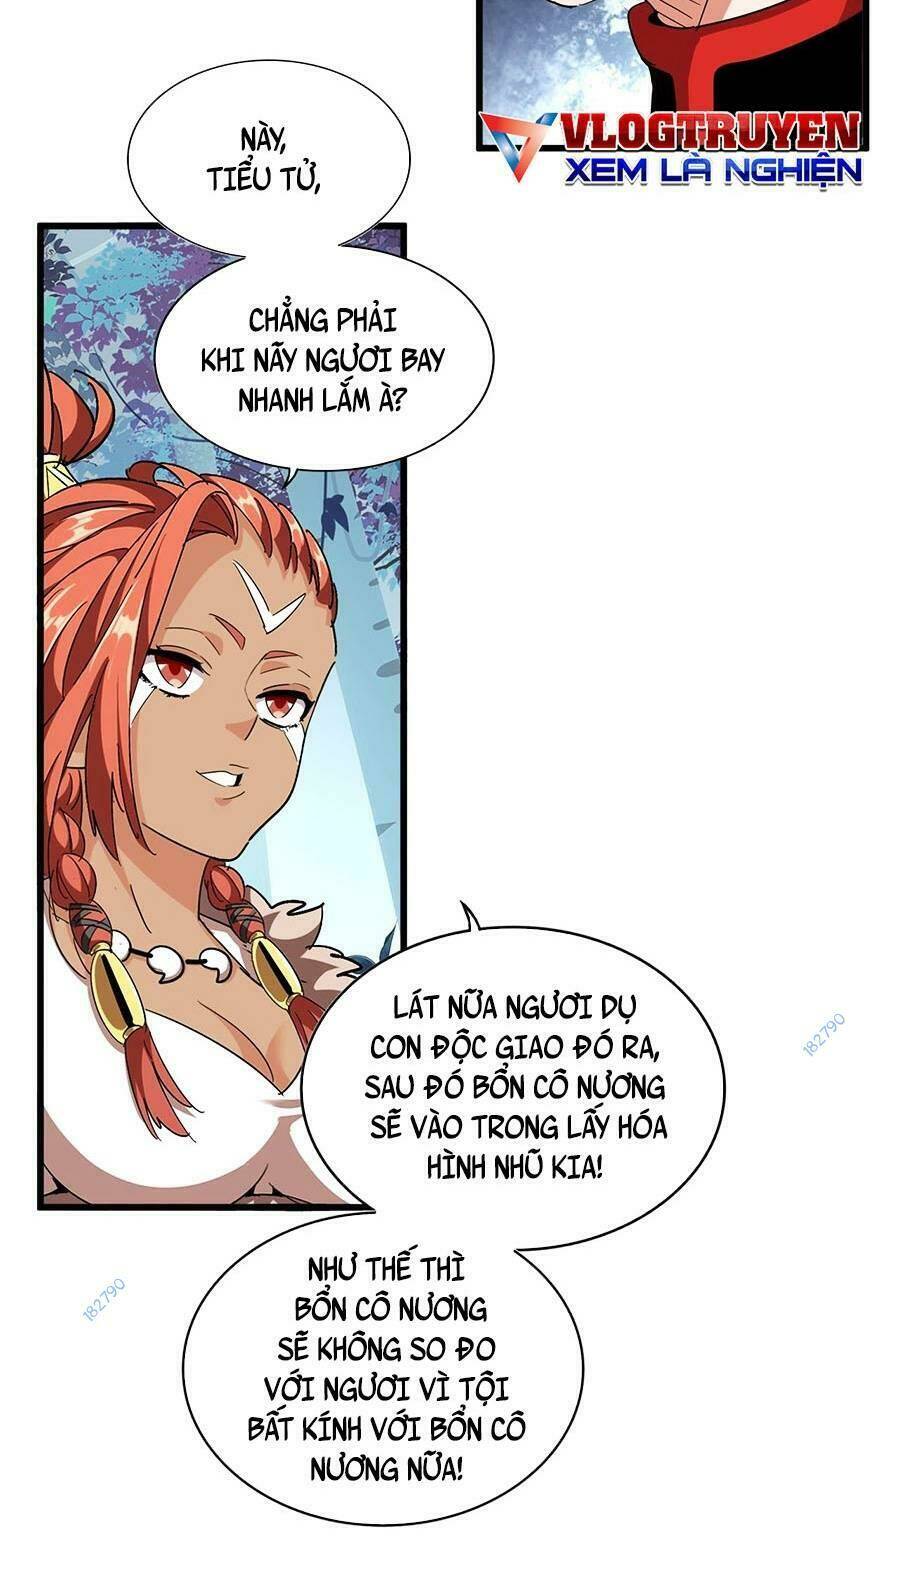 VLOGTRUYEN
XEM LÀ NGHIỆN
NÀY,
TIỂU TỬ,
CHẲNG PHẢI
KHI NÃY NGƯƠI BAY
NHANH LẮM À?
LÁT NỮA NGƯƠI DỤ
CON ĐỘC GIAO ĐÓ RA,
SAU ĐÓ BỔN CÔ NƯƠNG
SẼ VÀO TRONG LẤY HÓA
HÌNH NHŨ KIA!
182790
NHƯ THẾ THÌ
BỔN CÔ NƯƠNG
SẼ KHÔNG SO ĐO
VỚI NGƯƠI VÌ TỘI
BẤT KÍNH VỚI BỔN CÔ
NƯƠNG NỮA!
182790